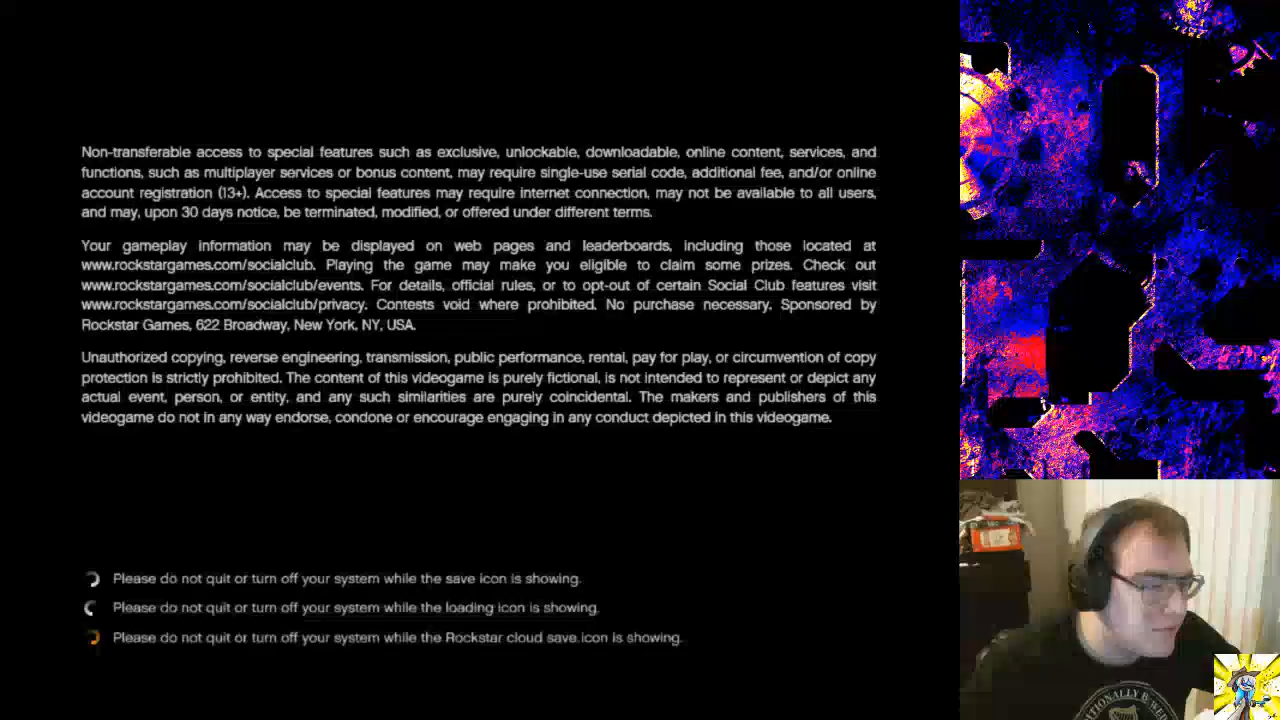 Non-transferable access to special features such as exclusive, unlockable, downloadable, online content, services, and
functions, such as multiplayer services or bonus content, may require single-use serial code, additional fee, and/or online
account registration (13+). Access to special features may require internet connection, may not be available to all users,
and may, upon 30 days notice, be terminated, modified, or offered under different terms.
Your gameplay information may be displayed on web pages and leaderboards, including those located at
www.rockstargames.com/socialclub. Playing the game may make you eligible to claim some prizes. Check out
www.rockstargames.com/socialclub/events. For details, official rules, or to opt-out of certain Social Club features visit
www.rockstargames.com/socialclub/privacy. Contests void where prohibited. No purchase necessary. Sponsored by
Rockstar Games, 622 Broadway, New York, NY, USA.
Unauthorized copying, reverse engineering, transmission, public performance, rental, pay for play, or circumvention of copy
protection is strictly prohibited. The content of this videogame is purely fictional, is not intended to represent or depict any
actual event, person, or entity, and any such similarities are purely coincidental. The makers and publishers of this
videogame do not in any way endorse, condone or encourage engaging in any conduct depicted in this videogame.
Please do not quit or turn off your system while the save icon is showing.
Please do not quit or turn off your system while the loading icon is showing.
Please do not quit or turn off your system while the Rockstar cloud save icon is showing.